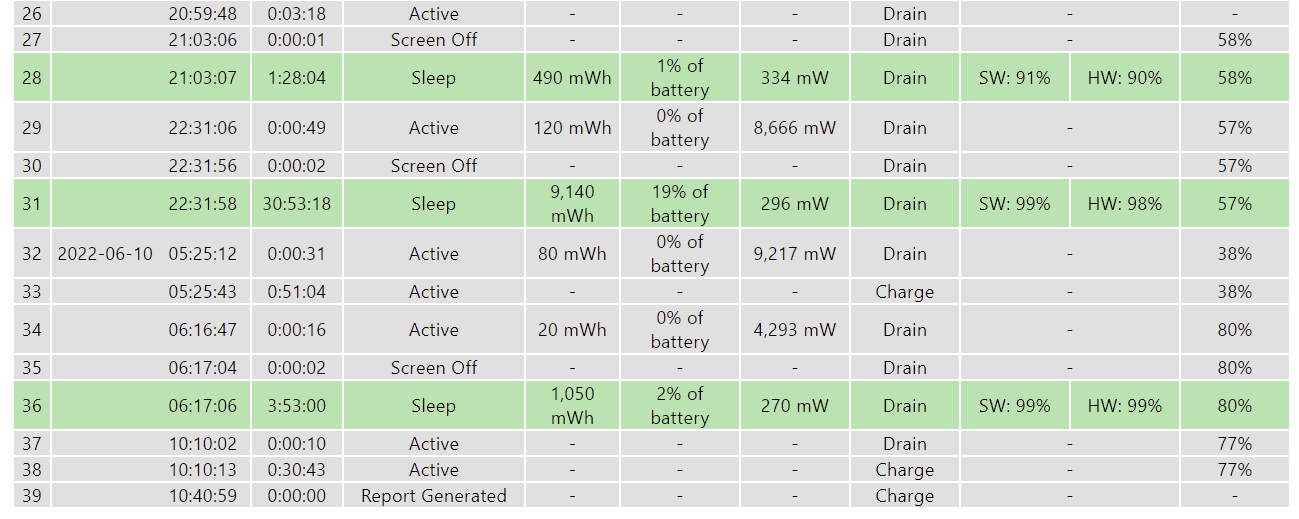 26 20:59:48 0:03:18 Active - - - Drain - -
27 21:03:06 0:00:01 Screen Off - - - Drain - 58%
28 21:03:07 1:28:04 Sleep 490 mWh 1% of battery 334 mW Drain SW: 91% HW: 90% 58%
29 22:31:06 0:00:49 Active 120 mWh 0% of battery 8,666 mW Drain - 57%
30 22:31:56 0:00:02 Screen Off - - - Drain - 57%
31 22:31:58 30:53:18 Sleep 9,140 mWh 19% of battery 296 mW Drain SW: 99% HW: 98% 57%
32 2022-06-10 05:25:12 0:00:31 Active 80 mWh 0% of battery 9,217 mW Drain - 38%
33 05:25:43 0:51:04 Active - - - Charge - 38%
34 06:16:47 0:00:16 Active 20 mWh 0% of battery 4,293 mW Drain - 80%
35 06:17:04 0:00:02 Screen Off - - - Drain - 80%
36 06:17:06 3:53:00 Sleep 1,050 mWh 2% of battery 270 mW Drain SW: 99% HW: 99% 80%
37 10:10:02 0:00:10 Active - - - Drain - 77%
38 10:10:13 0:30:43 Active - - - Charge - 77%
39 10:40:59 0:00:00 Report Generated - - - Charge - -